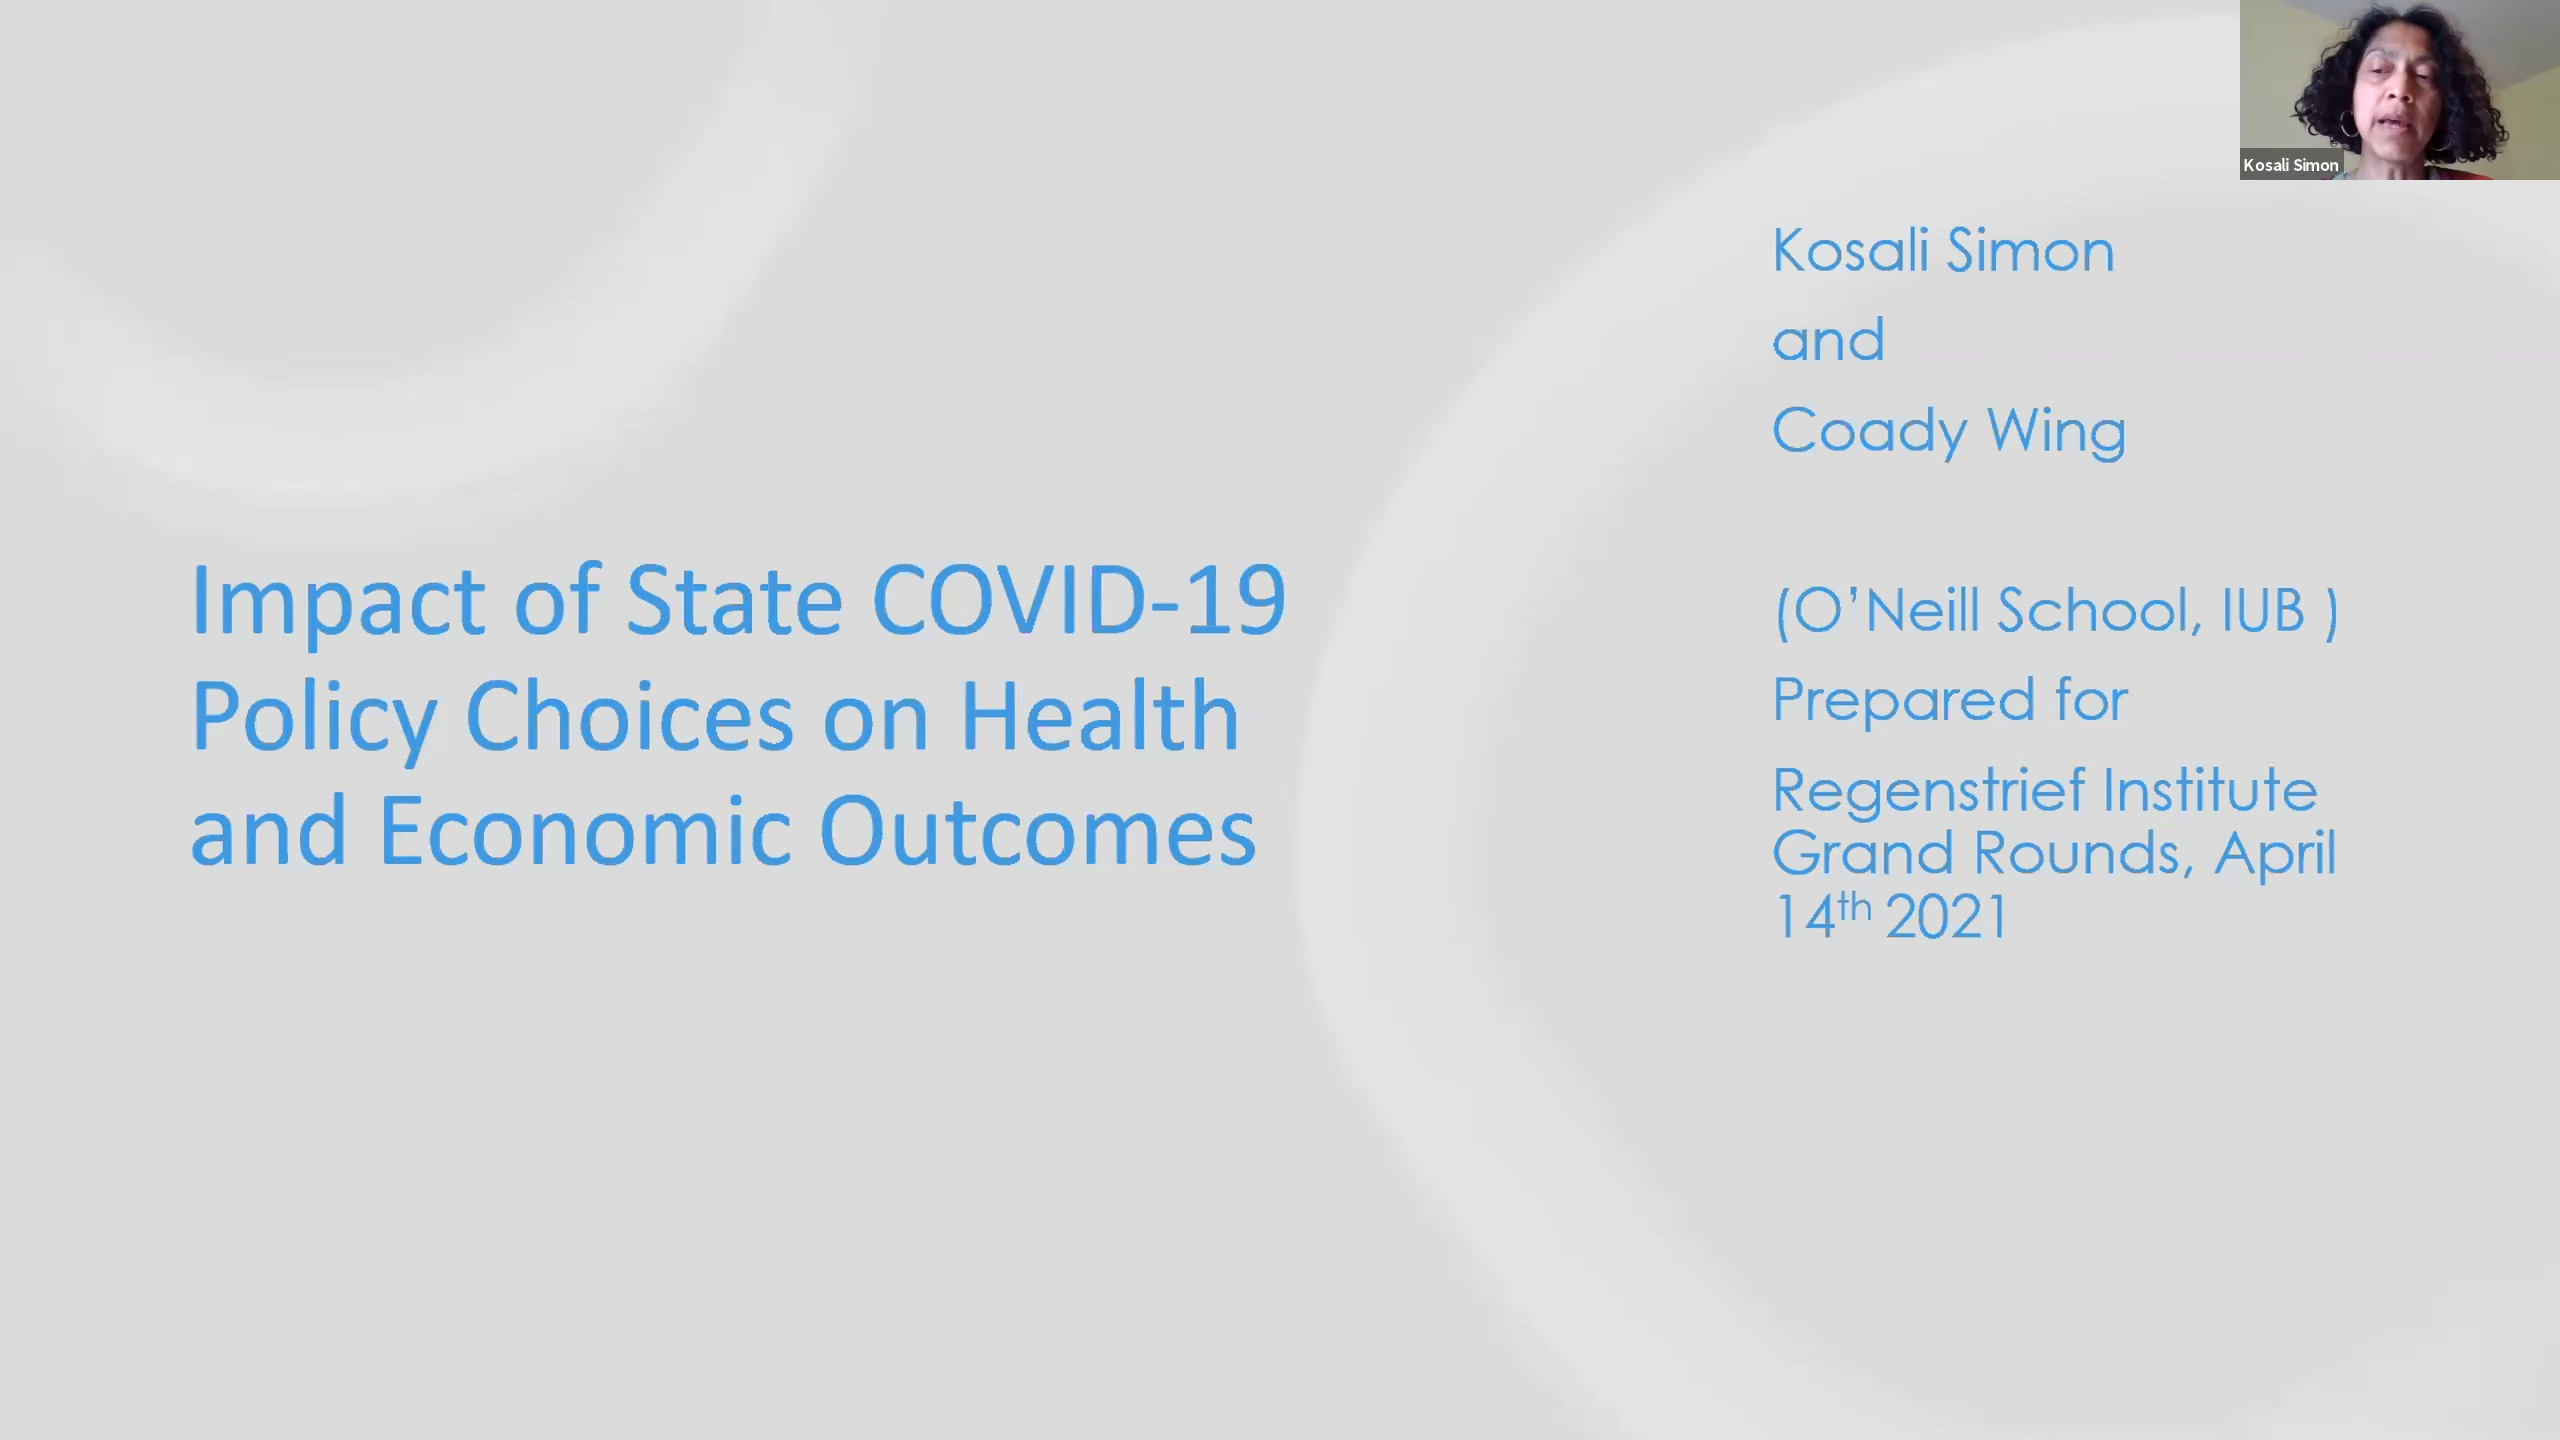 Impact of State COVID-19
Policy Choices on Health
and Economic Outcomes
Kosali Simon
and
Coady Wing
(O’Neill School, IUB )
Prepared for
Regenstrief Institute
Grand Rounds, April
14th 2021
Kosali Simon